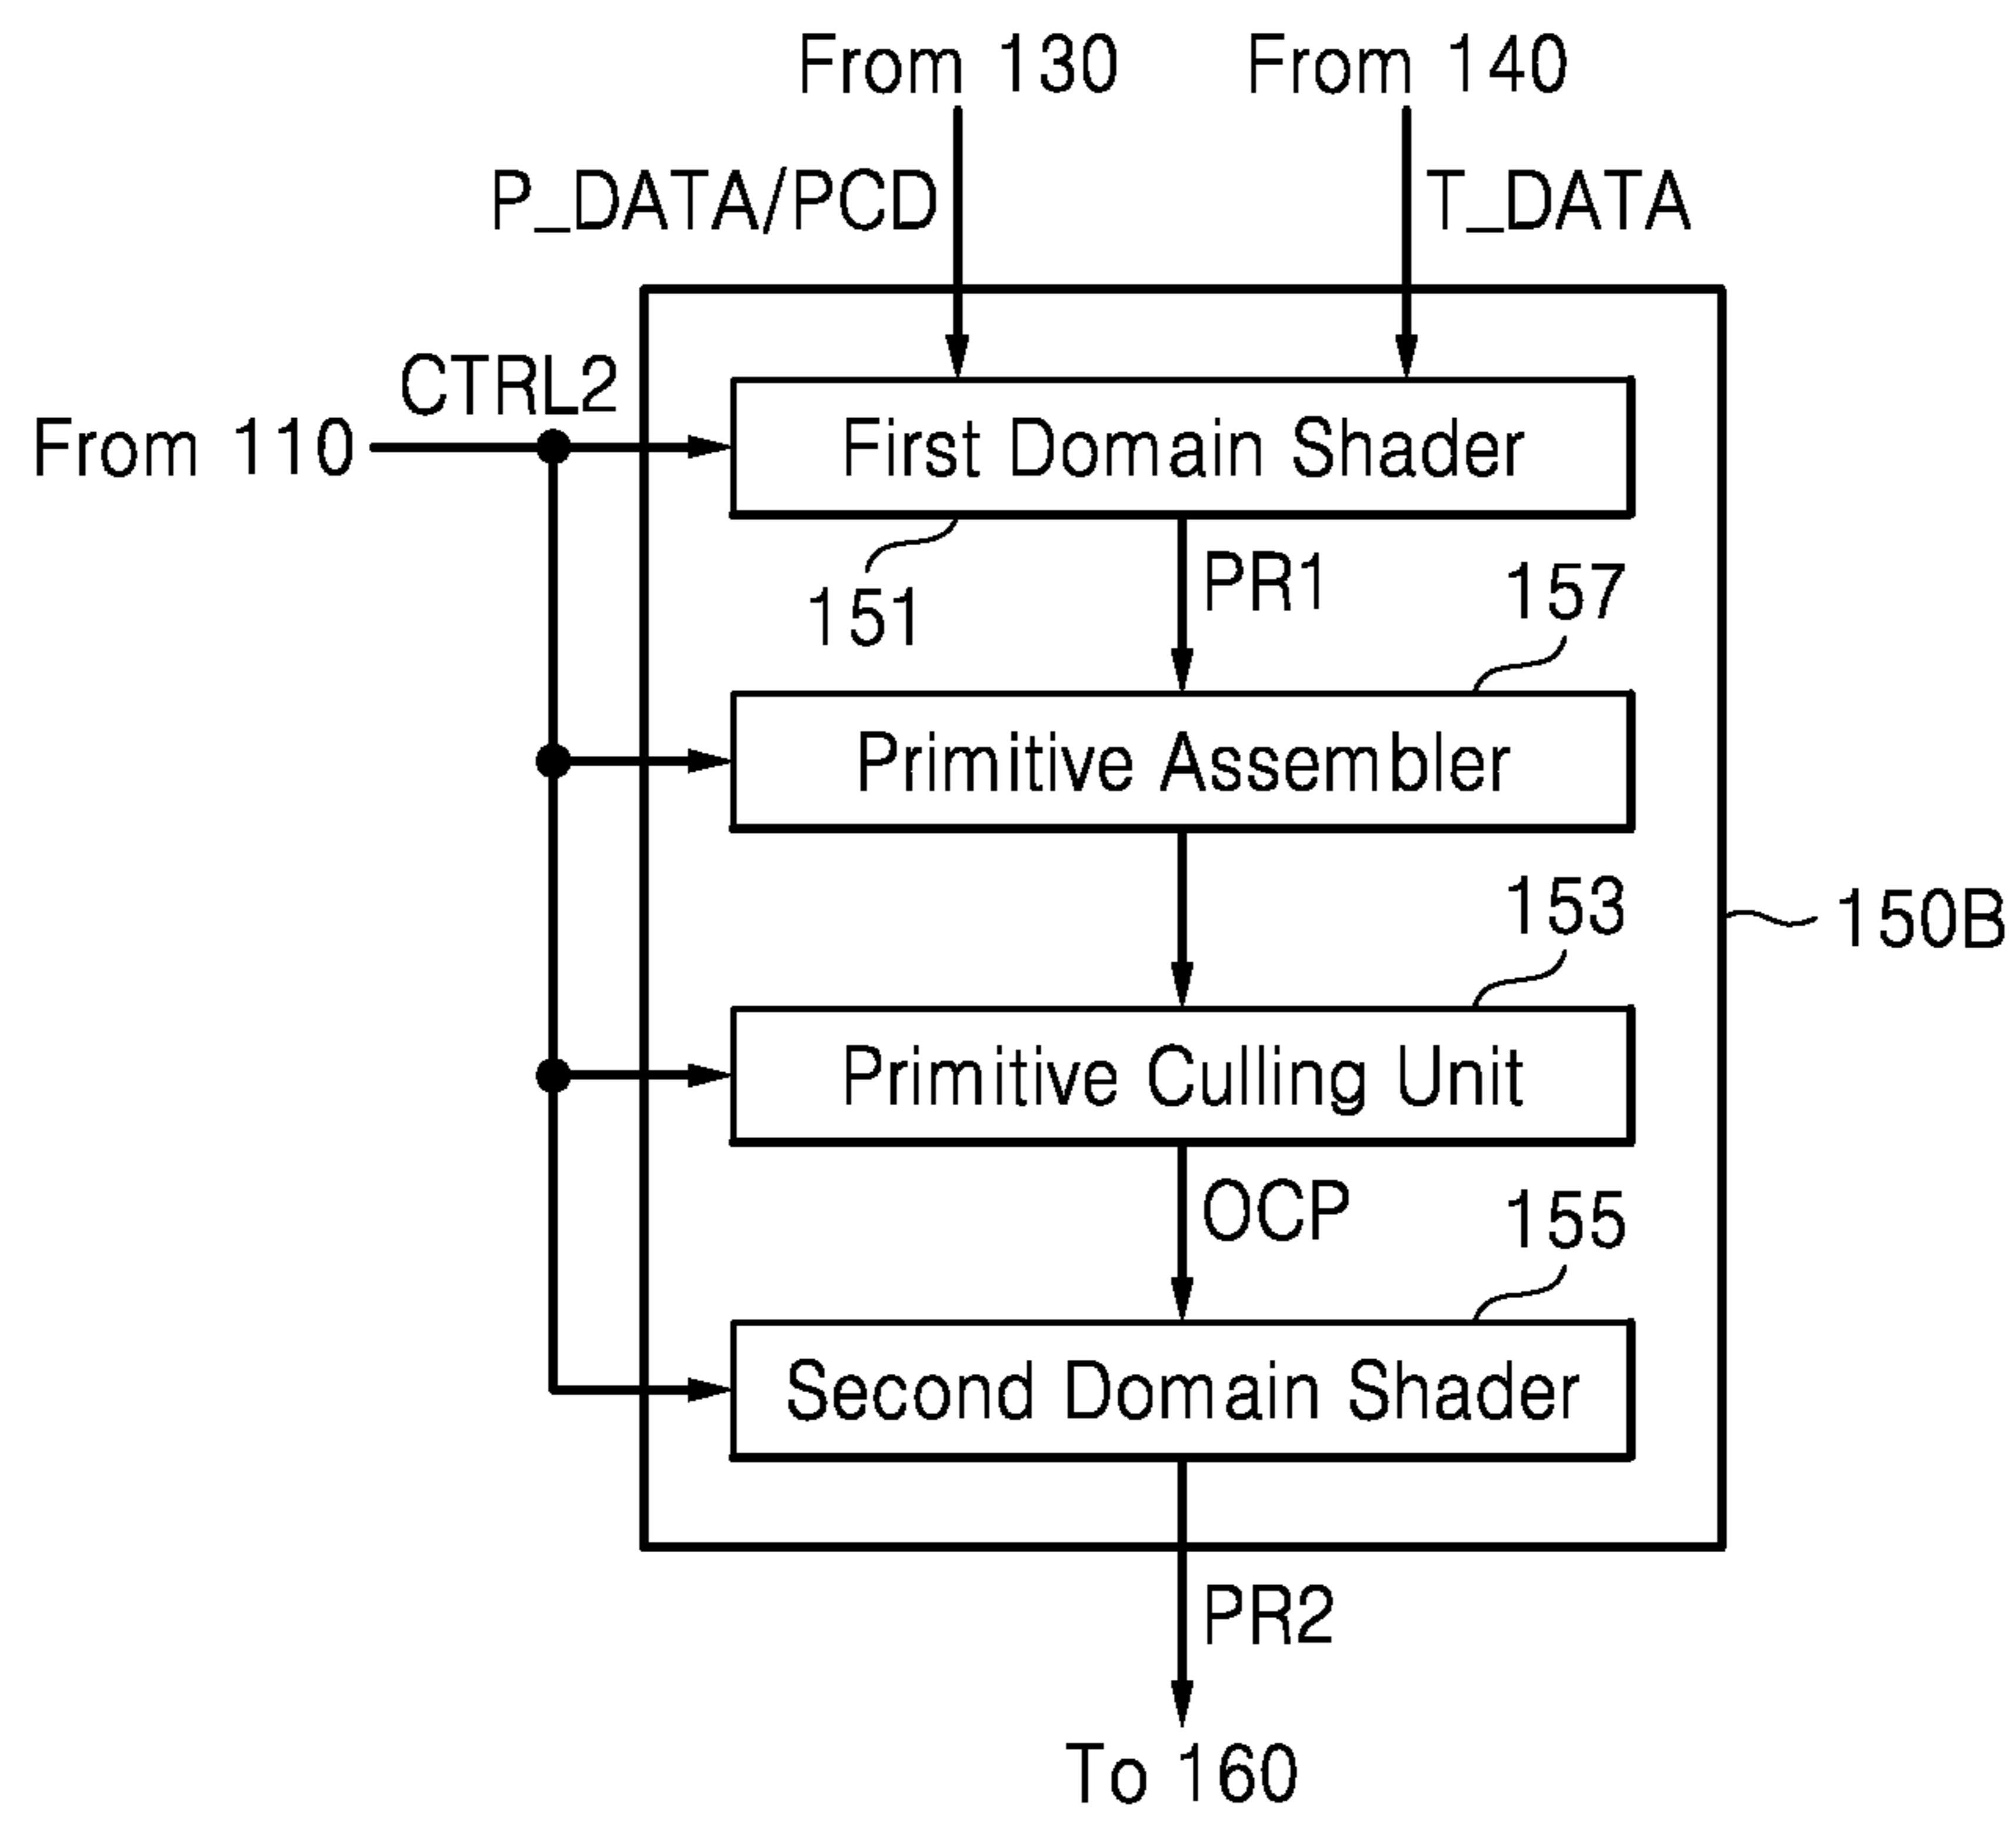 From 130
From 140
P_DATA/PCD
T_DATA
CTRL2
From 110
First Domain Shader
151
PR1
157
Primitive Assembler
153
150B
Primitive Culling Unit
OCP
155
Second Domain Shader
PR2
To 160